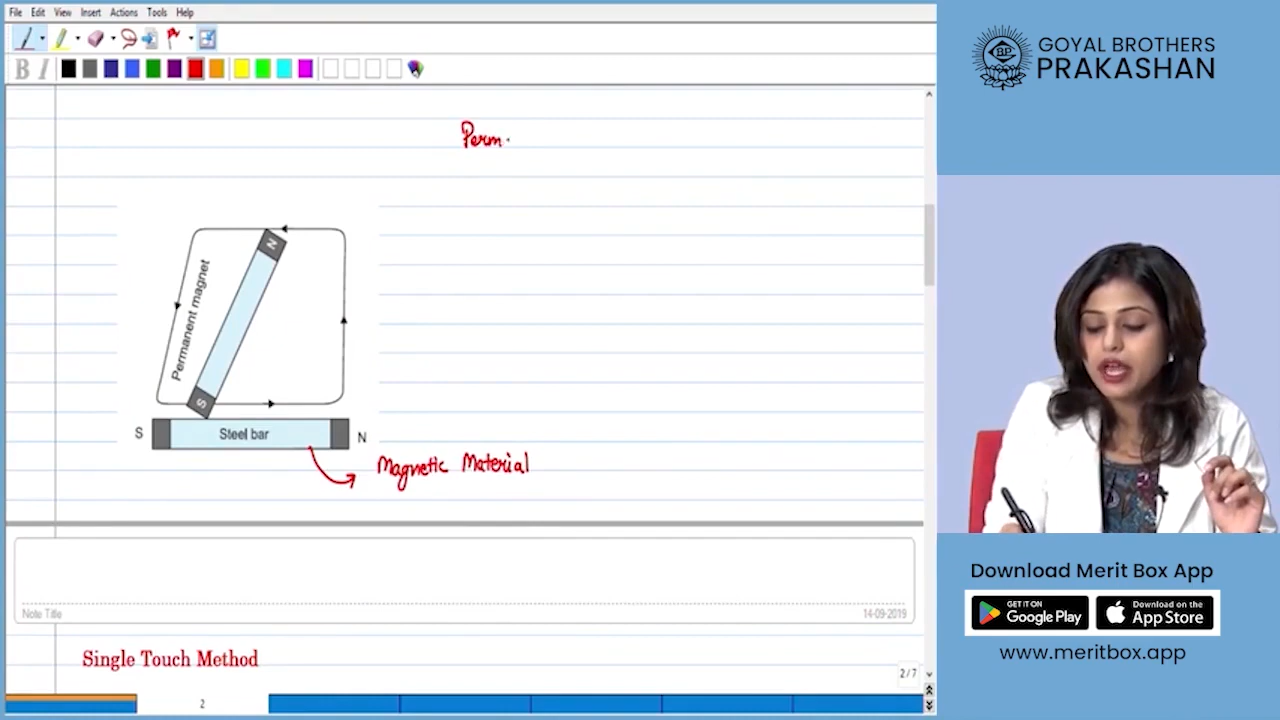 File Edit View Insert Actions Tools Help
B I
GOYAL BROTHERS
PRAKASHAN
Perm.
N
Permanent magnet
S
S Steel bar N
Magnetic Material
Note Title 14-09-2019
Single Touch Method
2/7
2
Download Merit Box App
GET IT ON
Google Play
Download on the
App Store
www.meritbox.app